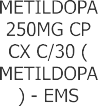 METILDOPA
250MG CP
CX C/30 (
METILDOPA
) - EMS